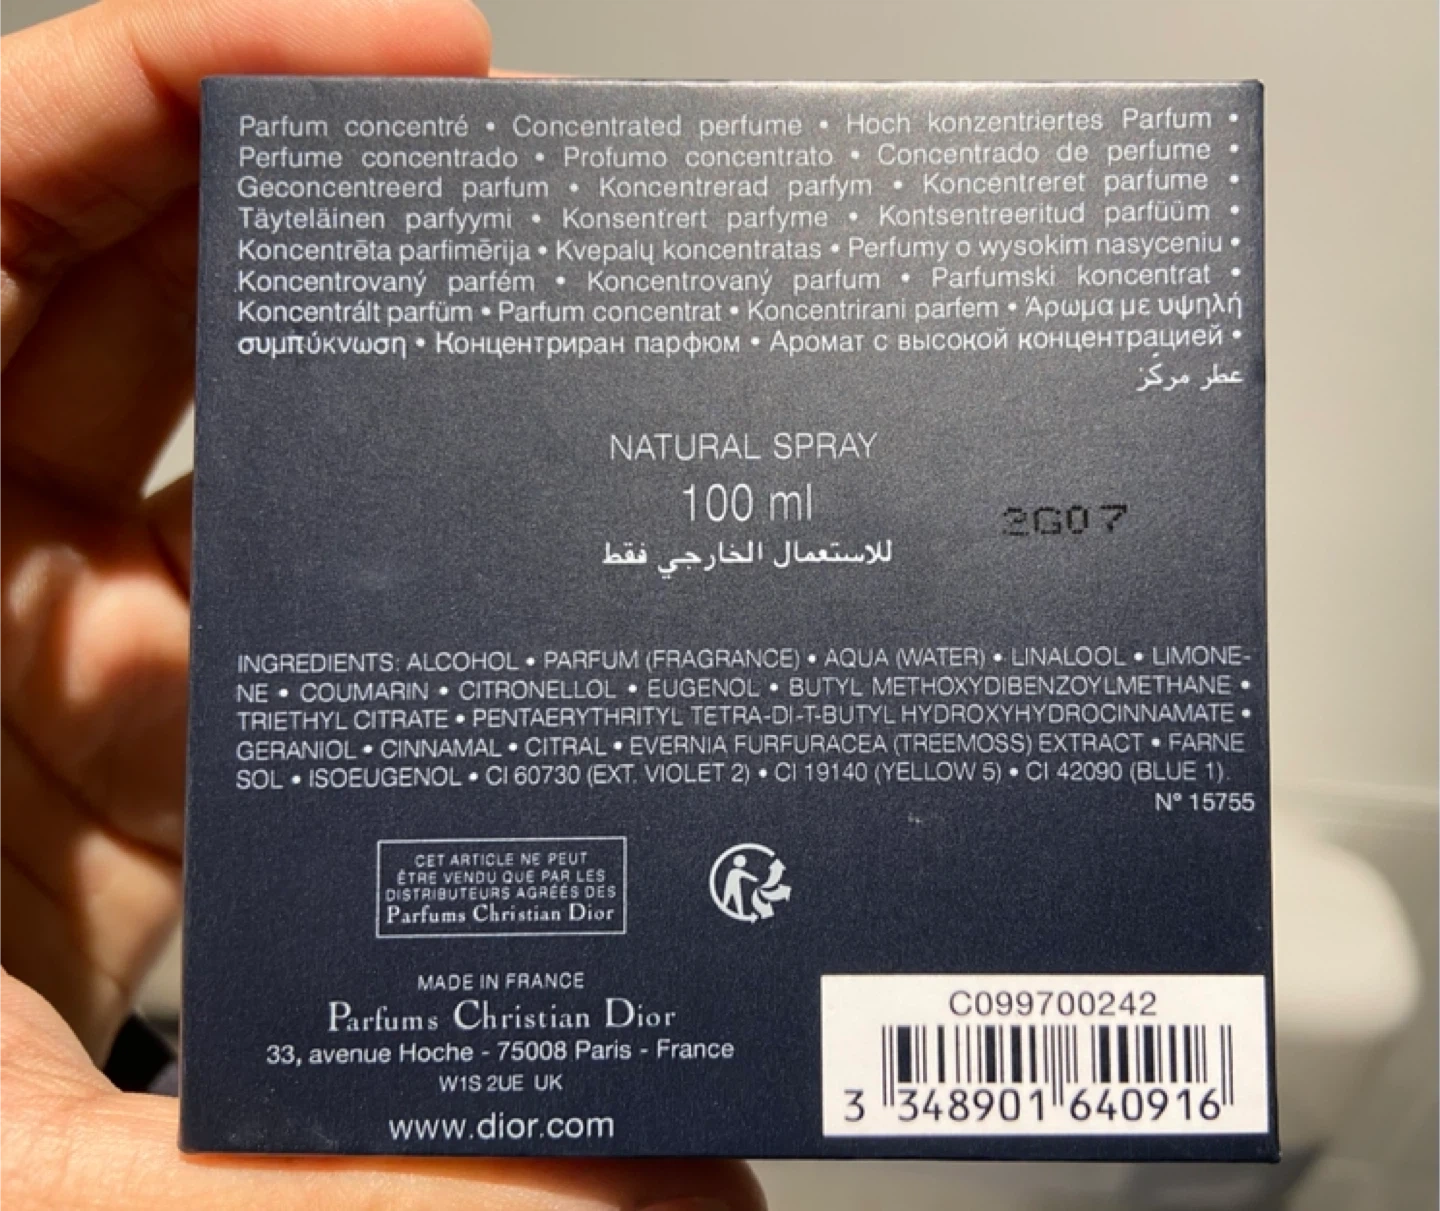 Parfum concentré • Concentrated perfume • Hoch konzentriertes Parfum •
Perfume concentrado • Profumo concentrato • Concentrado de perfume •
Geconcentreerd parfum • Koncentrerad parfym • Koncentreret parfume •
Täyteläinen parfyymi • Konsentrert parfyme • Kontsentreeritud parfüüm •
Koncentrēta parfimērija • Kvepalų koncentratas • Perfumy o wysokim nasyceniu •
Koncentrovaný parfém • Koncentrovaný parfum • Parfumski koncentrat •
Koncentrált parfüm • Parfum concentrat • Koncentrirani parfem • Άρωμα με υψηλή
συμπύκνωση • Концентриран парфюм • Аромат с высокой концентрацией •
عطر مركّز
NATURAL SPRAY
100 ml
2G07
للاستعمال الخارجي فقط
INGREDIENTS: ALCOHOL • PARFUM (FRAGRANCE) • AQUA (WATER) • LINALOOL • LIMONE-
NE • COUMARIN • CITRONELLOL • EUGENOL • BUTYL METHOXYDIBENZOYLMETHANE •
TRIETHYL CITRATE • PENTAERYTHRITYL TETRA-DI-T-BUTYL HYDROXYHYDROCINNAMATE •
GERANIOL • CINNAMAL • CITRAL • EVERNIA FURFURACEA (TREEMOSS) EXTRACT • FARNE
SOL • ISOEUGENOL • CI 60730 (EXT. VIOLET 2) • CI 19140 (YELLOW 5) • CI 42090 (BLUE 1).
N° 15755
CET ARTICLE NE PEUT
ÊTRE VENDU QUE PAR LES
DISTRIBUTEURS AGRÉÉS DES
Parfums Christian Dior
MADE IN FRANCE
Parfums Christian Dior
33, avenue Hoche - 75008 Paris - France
W1S 2UE UK
www.dior.com
C099700242
3 348901 640916